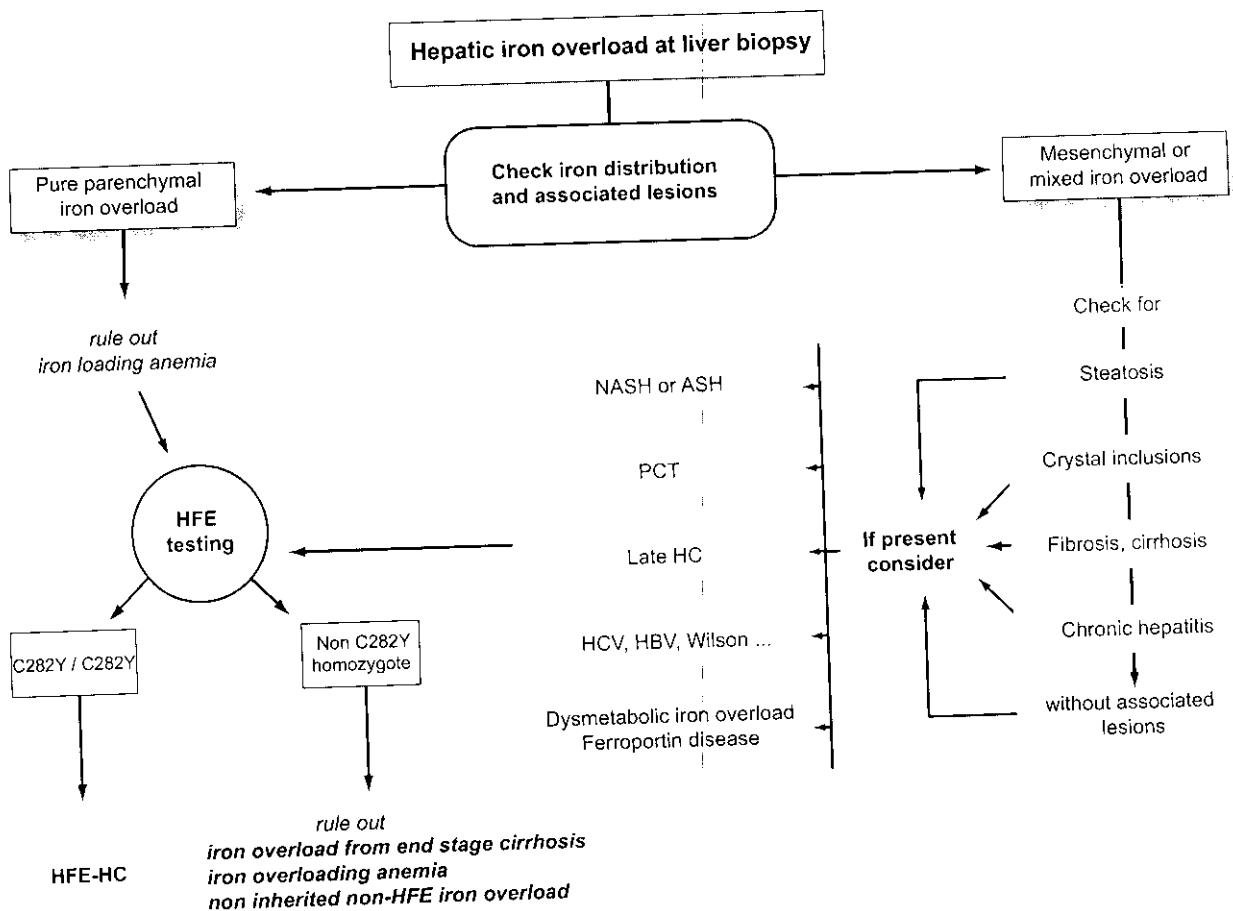 Hepatic iron overload at liver biopsy
Check iron distribution
and associated lesions
Pure parenchymal
iron overload
Mesenchymal or
mixed iron overload
rule out
iron loading anemia
HFE
testing
C282Y / C282Y
Non C282Y
homozygote
HFE-HC
rule out
iron overload from end stage cirrhosis
iron overloading anemia
non inherited non-HFE iron overload
NASH or ASH
PCT
Late HC
HCV, HBV, Wilson ...
Dysmetabolic iron overload
Ferroportin disease
If present
consider
Check for
Steatosis
Crystal inclusions
Fibrosis, cirrhosis
Chronic hepatitis
without associated
lesions